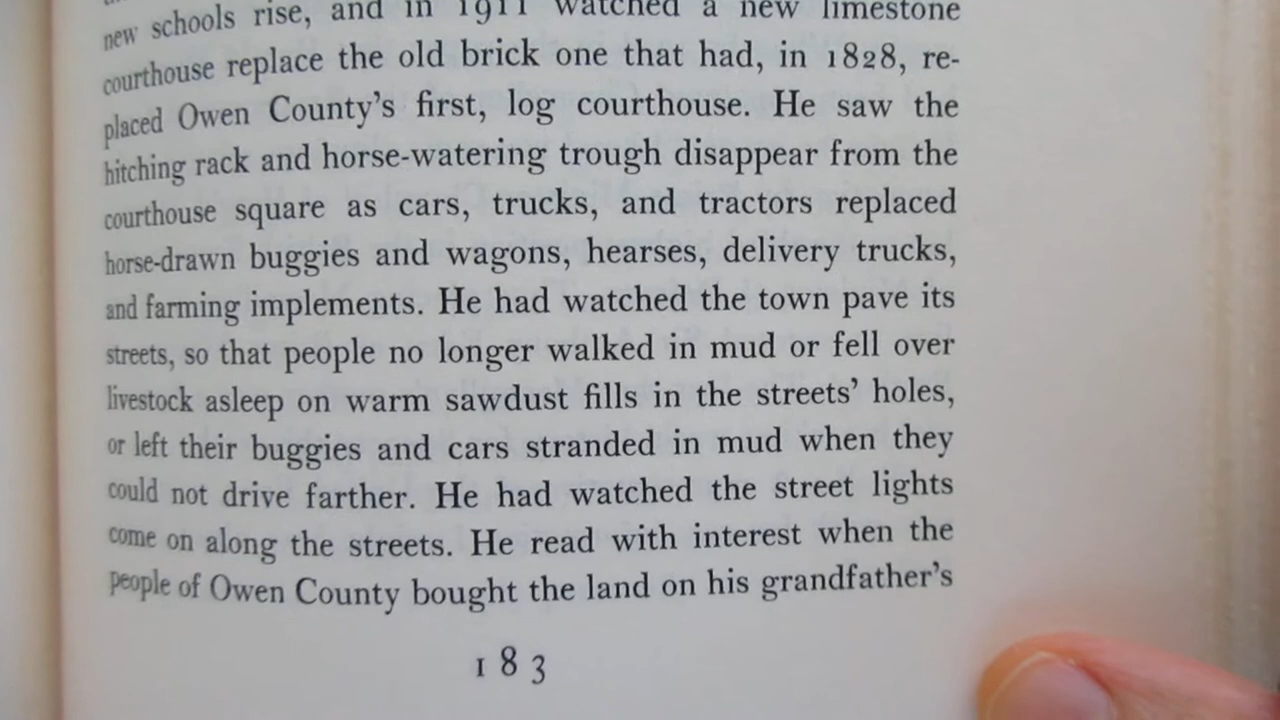 new schools rise, and in 1911 watched a new limestone
courthouse replace the old brick one that had, in 1828, re-
placed Owen County's first, log courthouse. He saw the
hitching rack and horse-watering trough disappear from the
courthouse square as cars, trucks, and tractors replaced
horse-drawn buggies and wagons, hearses, delivery trucks,
and farming implements. He had watched the town pave its
streets, so that people no longer walked in mud or fell over
livestock asleep on warm sawdust fills in the streets' holes,
or left their buggies and cars stranded in mud when they
could not drive farther. He had watched the street lights
come on along the streets. He read with interest when the
people of Owen County bought the land on his grandfather's
183